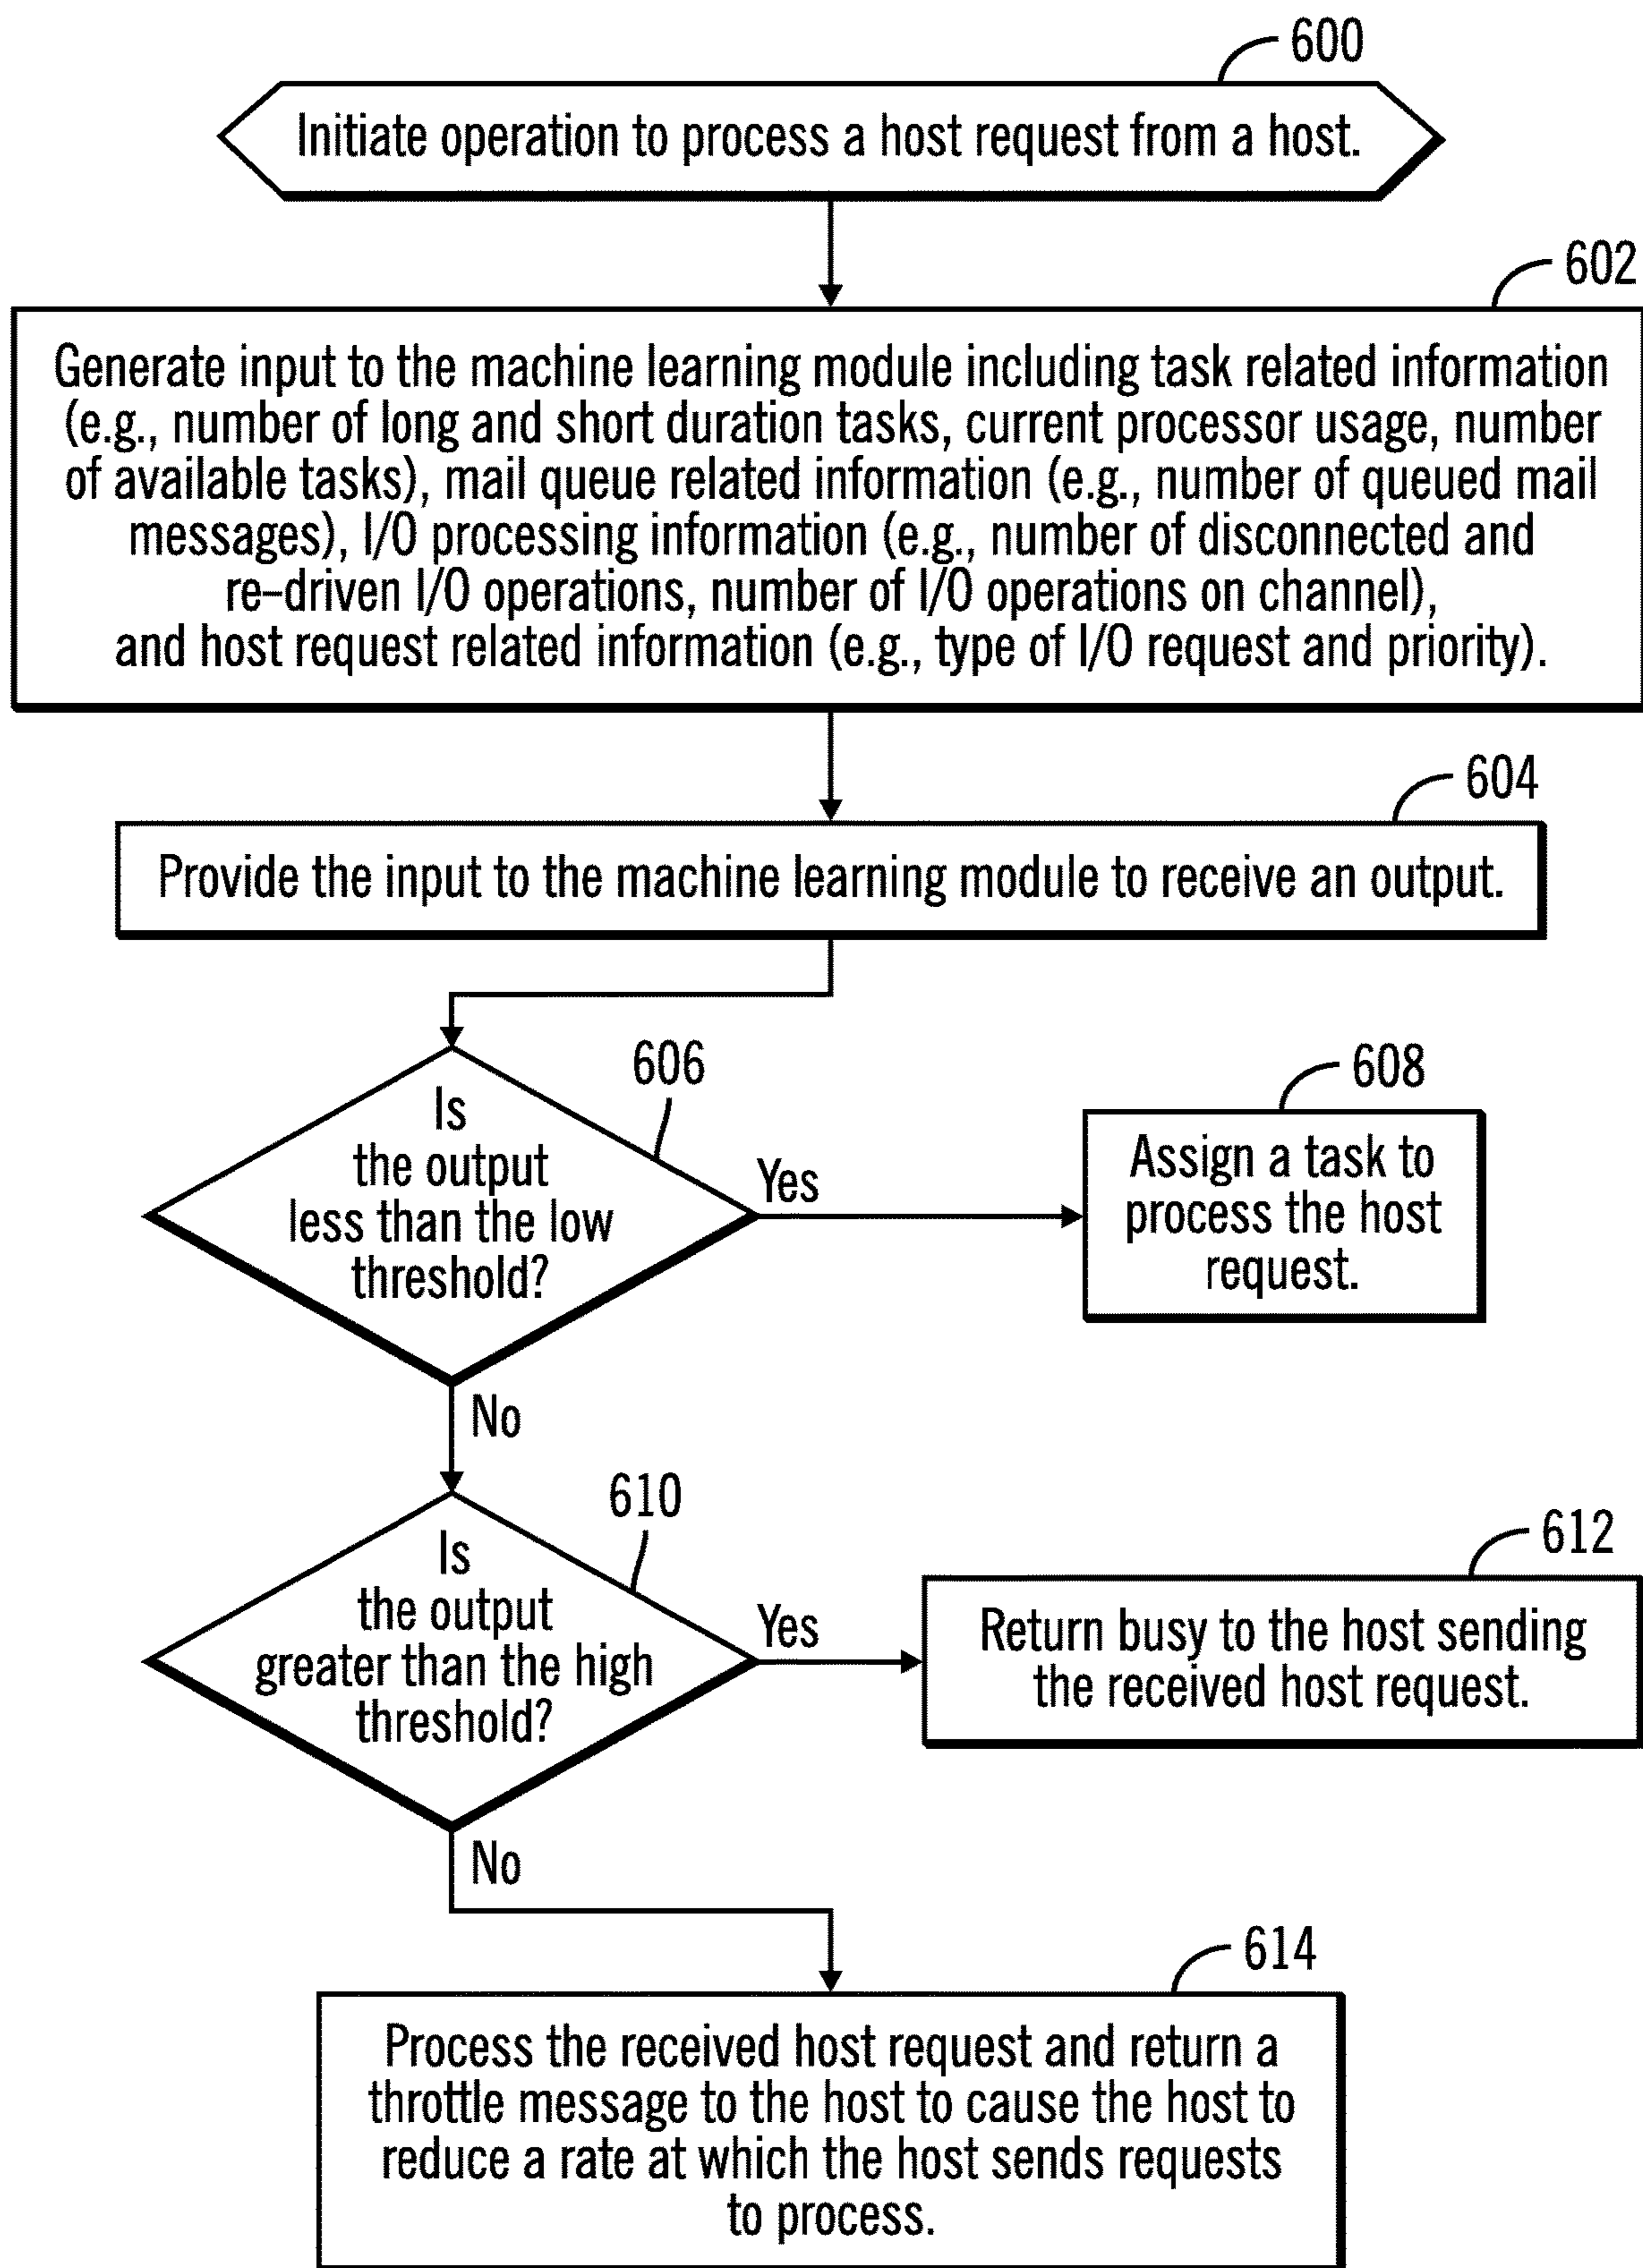 600
Initiate operation to process a host request from a host.
602
Generate input to the machine learning module including task related information
(e.g., number of long and short duration tasks, current processor usage, number
of available tasks), mail queue related information (e.g., number of queued mail
messages), I/O processing information (e.g., number of disconnected and
re-driven I/O operations, number of I/O operations on channel),
and host request related information (e.g., type of I/O request and priority).
604
Provide the input to the machine learning module to receive an output.
606
Is
the output
less than the low
threshold?
Yes
608
Assign a task to
process the host
request.
No
610
Is
the output
greater than the high
threshold?
Yes
612
Return busy to the host sending
the received host request.
No
614
Process the received host request and return a
throttle message to the host to cause the host to
reduce a rate at which the host sends requests
to process.